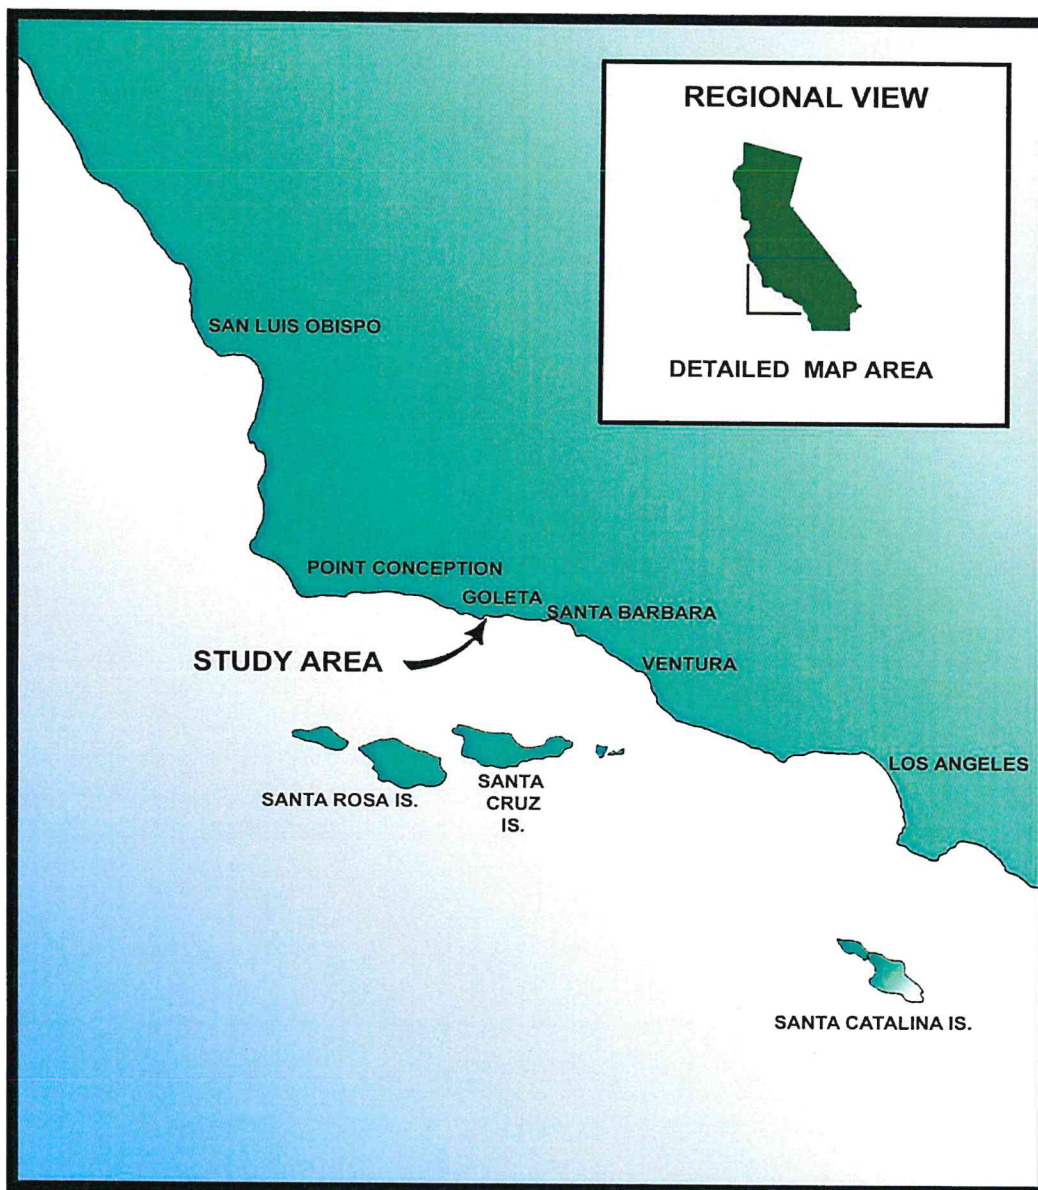 REGIONAL VIEW
DETAILED MAP AREA
SAN LUIS OBISPO
POINT CONCEPTION
GOLETA
SANTA BARBARA
STUDY AREA
VENTURA
LOS ANGELES
SANTA ROSA IS.
SANTA
CRUZ
IS.
SANTA CATALINA IS.